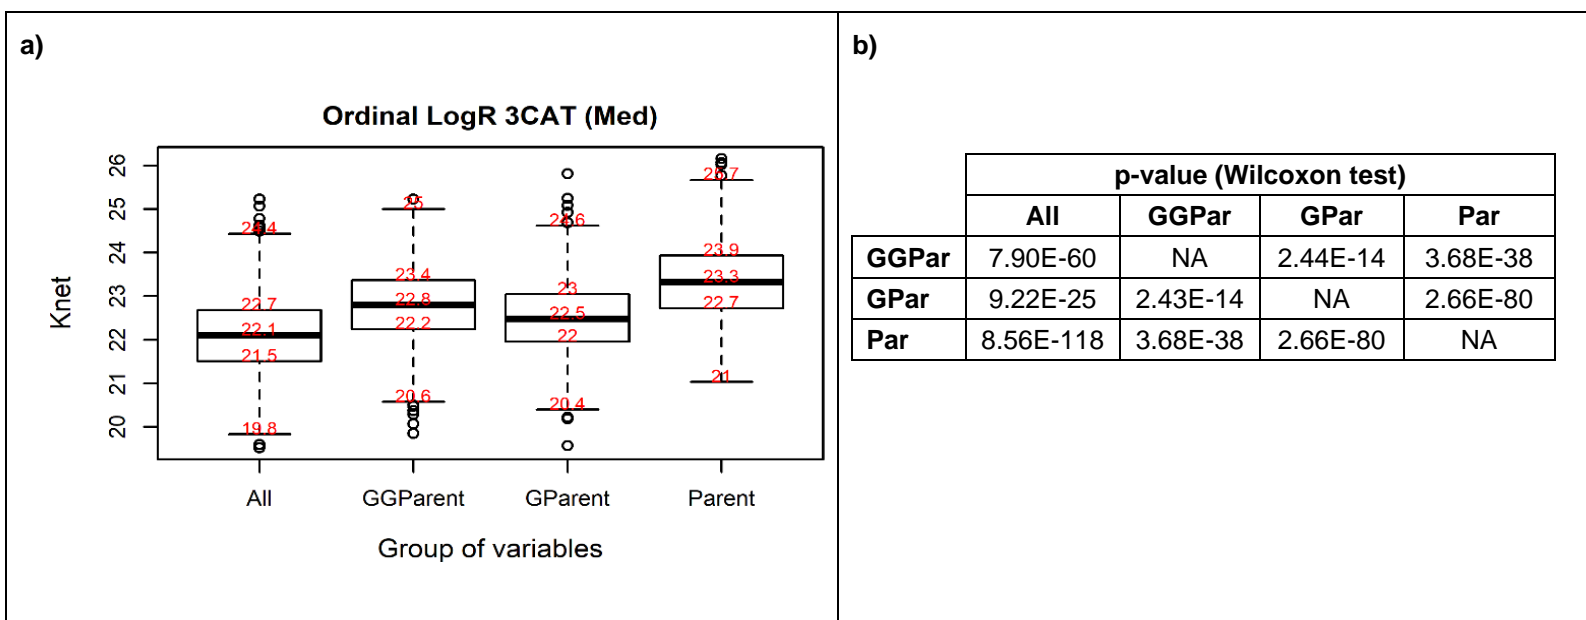 a)
Ordinal LogR 3CAT (Med)
Knet
26
25
24
23
22
21
20
24.4
22.7
22.1
21.5
19.8
25
23.4
22.8
22.2
20.6
24.6
23
22.5
22
20.4
23.9
23.3
22.7
21
All GGParent GParent Parent
Group of variables
b)
p-value (Wilcoxon test)
All GGPar GPar Par
GGPar 7.90E-60 NA 2.44E-14 3.68E-38
GPar 9.22E-25 2.43E-14 NA 2.66E-80
Par 8.56E-118 3.68E-38 2.66E-80 NA